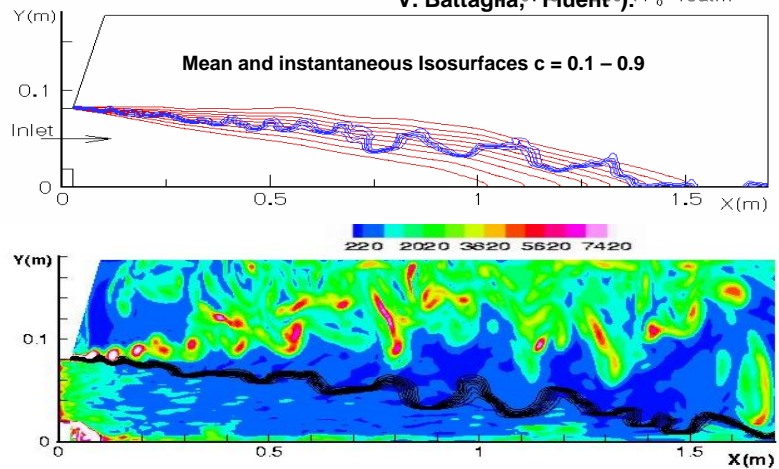 V. Battaglia, "Fluent").
Y(m)
Mean and instantaneous Isosurfaces c = 0.1 – 0.9
0.1
Inlet
0
0 0.5 1 1.5
X(m)
220 2020 3620 5620 7420
Y(m)
0.1
0
0.0 0.5 1 1.5
X(m)